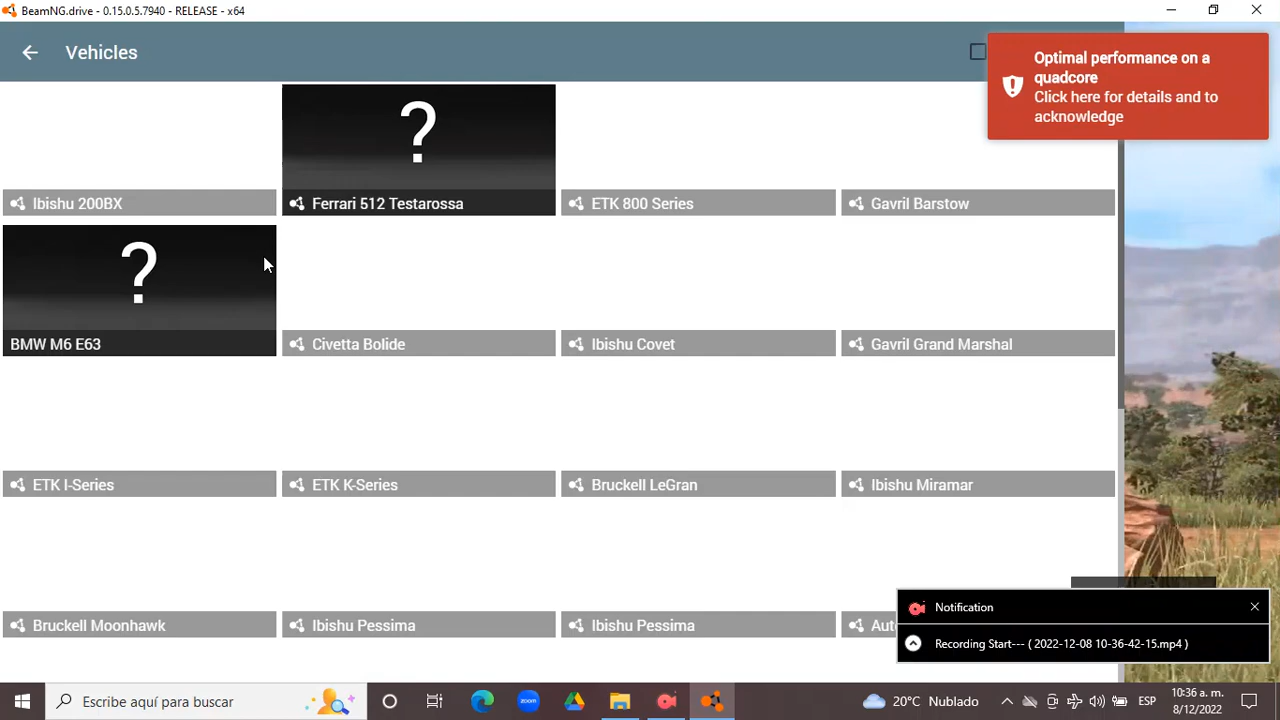 BeamNG.drive - 0.15.0.5.7940 - RELEASE - x64
Vehicles
Optimal performance on a
quadcore
Click here for details and to
acknowledge
?
Ibishu 200BX
Ferrari 512 Testarossa
ETK 800 Series
Gavril Barstow
?
BMW M6 E63
Civetta Bolide
Ibishu Covet
Gavril Grand Marshal
ETK I-Series
ETK K-Series
Bruckell LeGran
Ibishu Miramar
Bruckell Moonhawk
Ibishu Pessima
Ibishu Pessima
Notification
Recording Start--- ( 2022-12-08 10-36-42-15.mp4 )
Escribe aquí para buscar
zoom
20°C Nublado
ESP
10:36 a. m.
8/12/2022